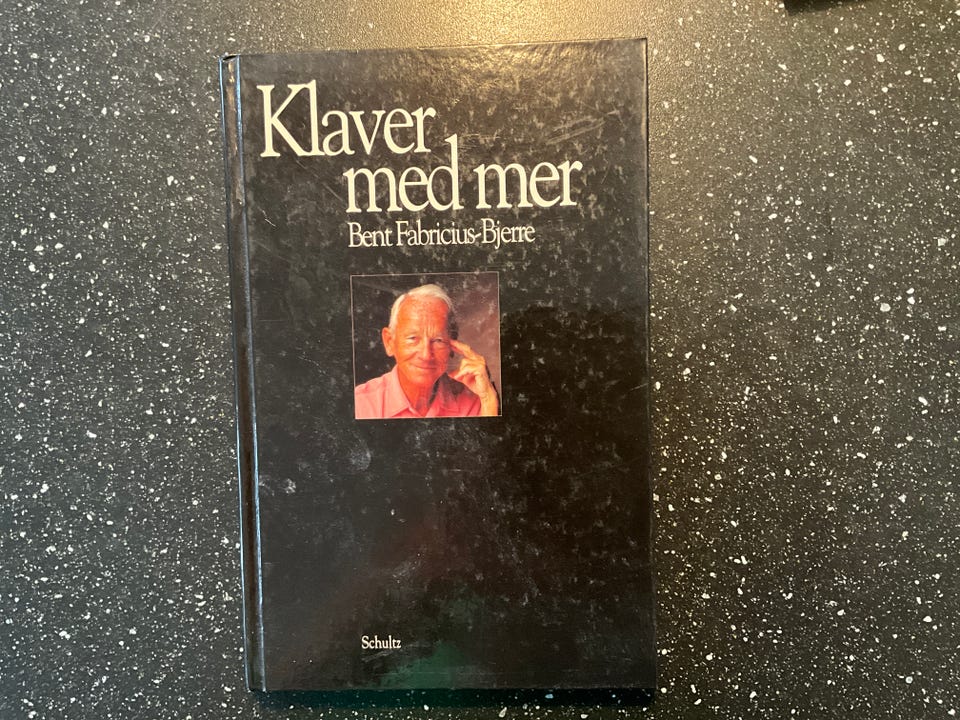 Klaver
med mer
Bent Fabricius-Bjerre
Schultz